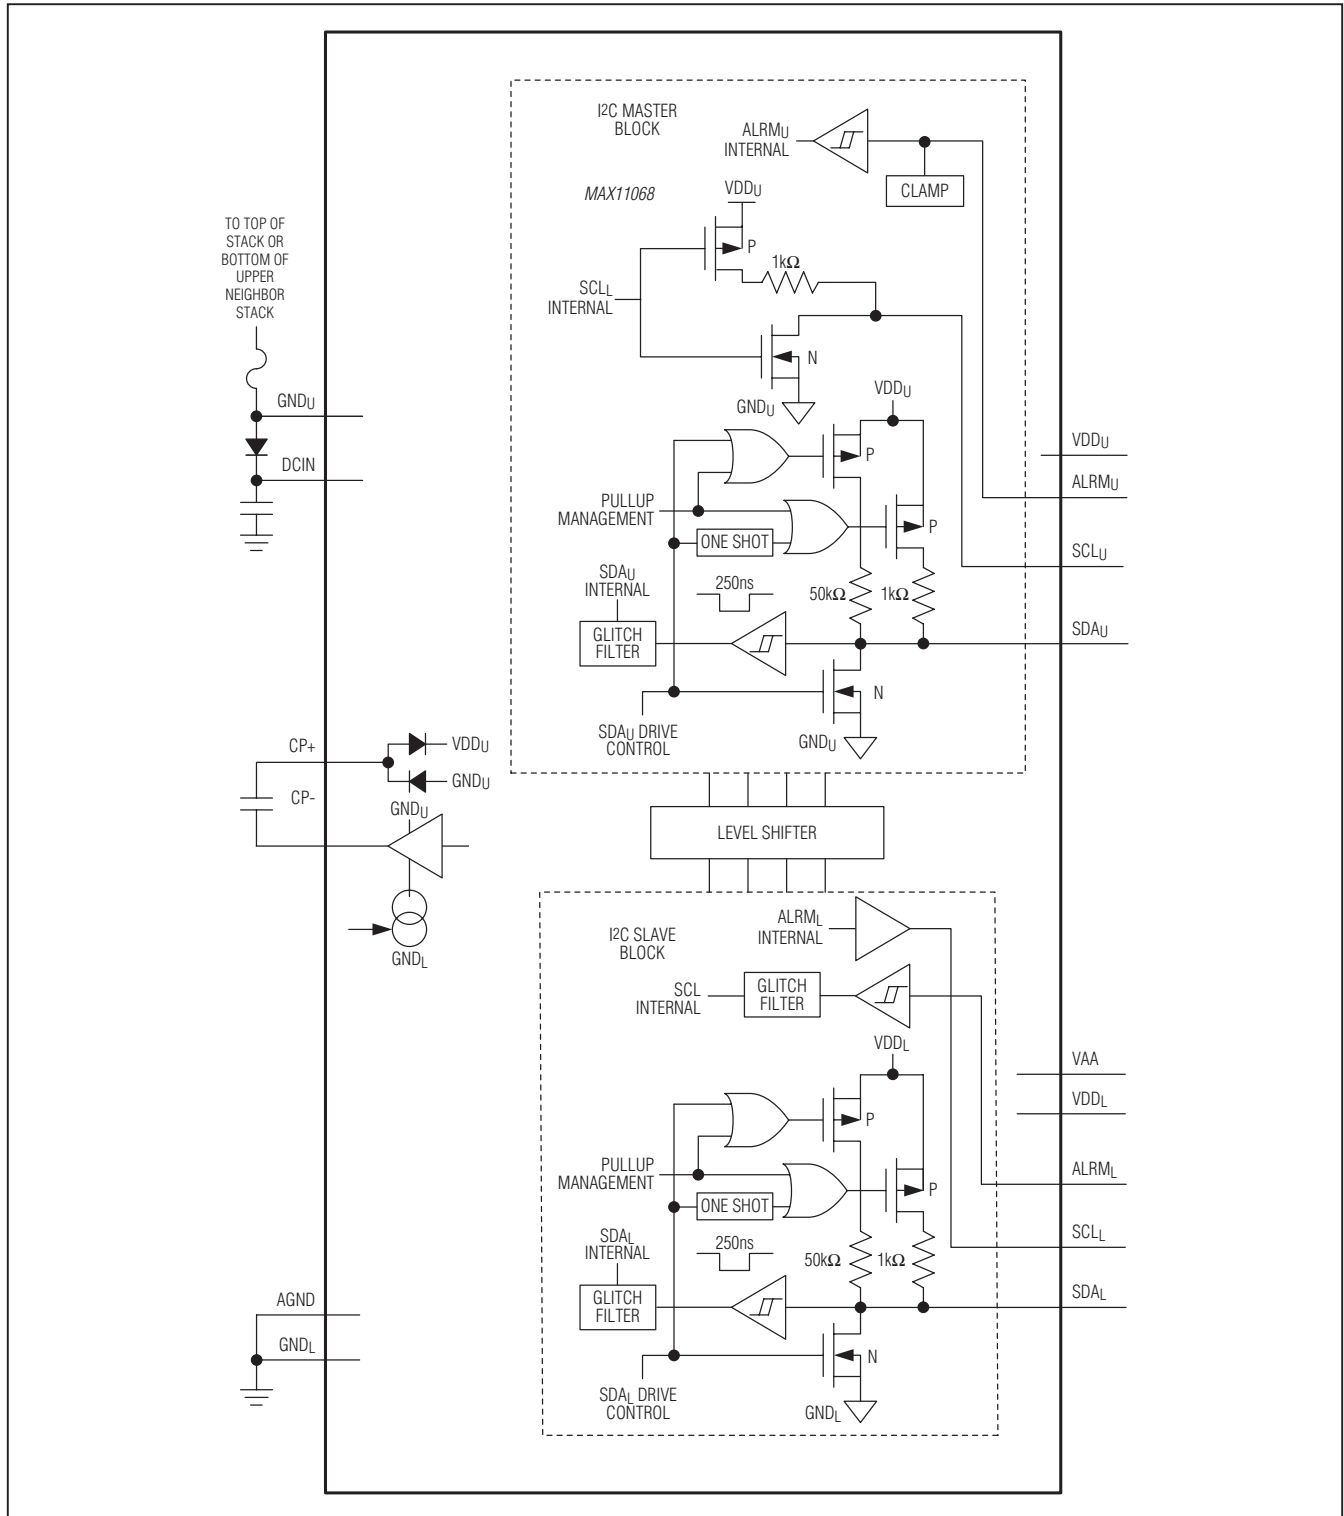 I2C MASTER
BLOCK
ALRMU
INTERNAL
CLAMP
MAX11068
VDDU
P
1kΩ
SCLL
INTERNAL
N
GNDU
TO TOP OF
STACK OR
BOTTOM OF
UPPER
NEIGHBOR
STACK
GNDU
DCIN
VDDU
P
PULLUP
MANAGEMENT
P
ONE SHOT
SDAU
INTERNAL
250ns
50kΩ
1kΩ
GLITCH
FILTER
N
SDAU DRIVE
CONTROL
GNDU
VDDU
ALRMU
SCLU
SDAU
CP+
VDDU
GNDU
CP-
GNDU
GNDL
LEVEL SHIFTER
I2C SLAVE
BLOCK
ALRML
INTERNAL
SCL
INTERNAL
GLITCH
FILTER
VDDL
P
PULLUP
MANAGEMENT
P
ONE SHOT
SDAL
INTERNAL
250ns
50kΩ
1kΩ
GLITCH
FILTER
N
SDAL DRIVE
CONTROL
GNDL
VAA
VDDL
ALRML
SCLL
SDAL
AGND
GNDL